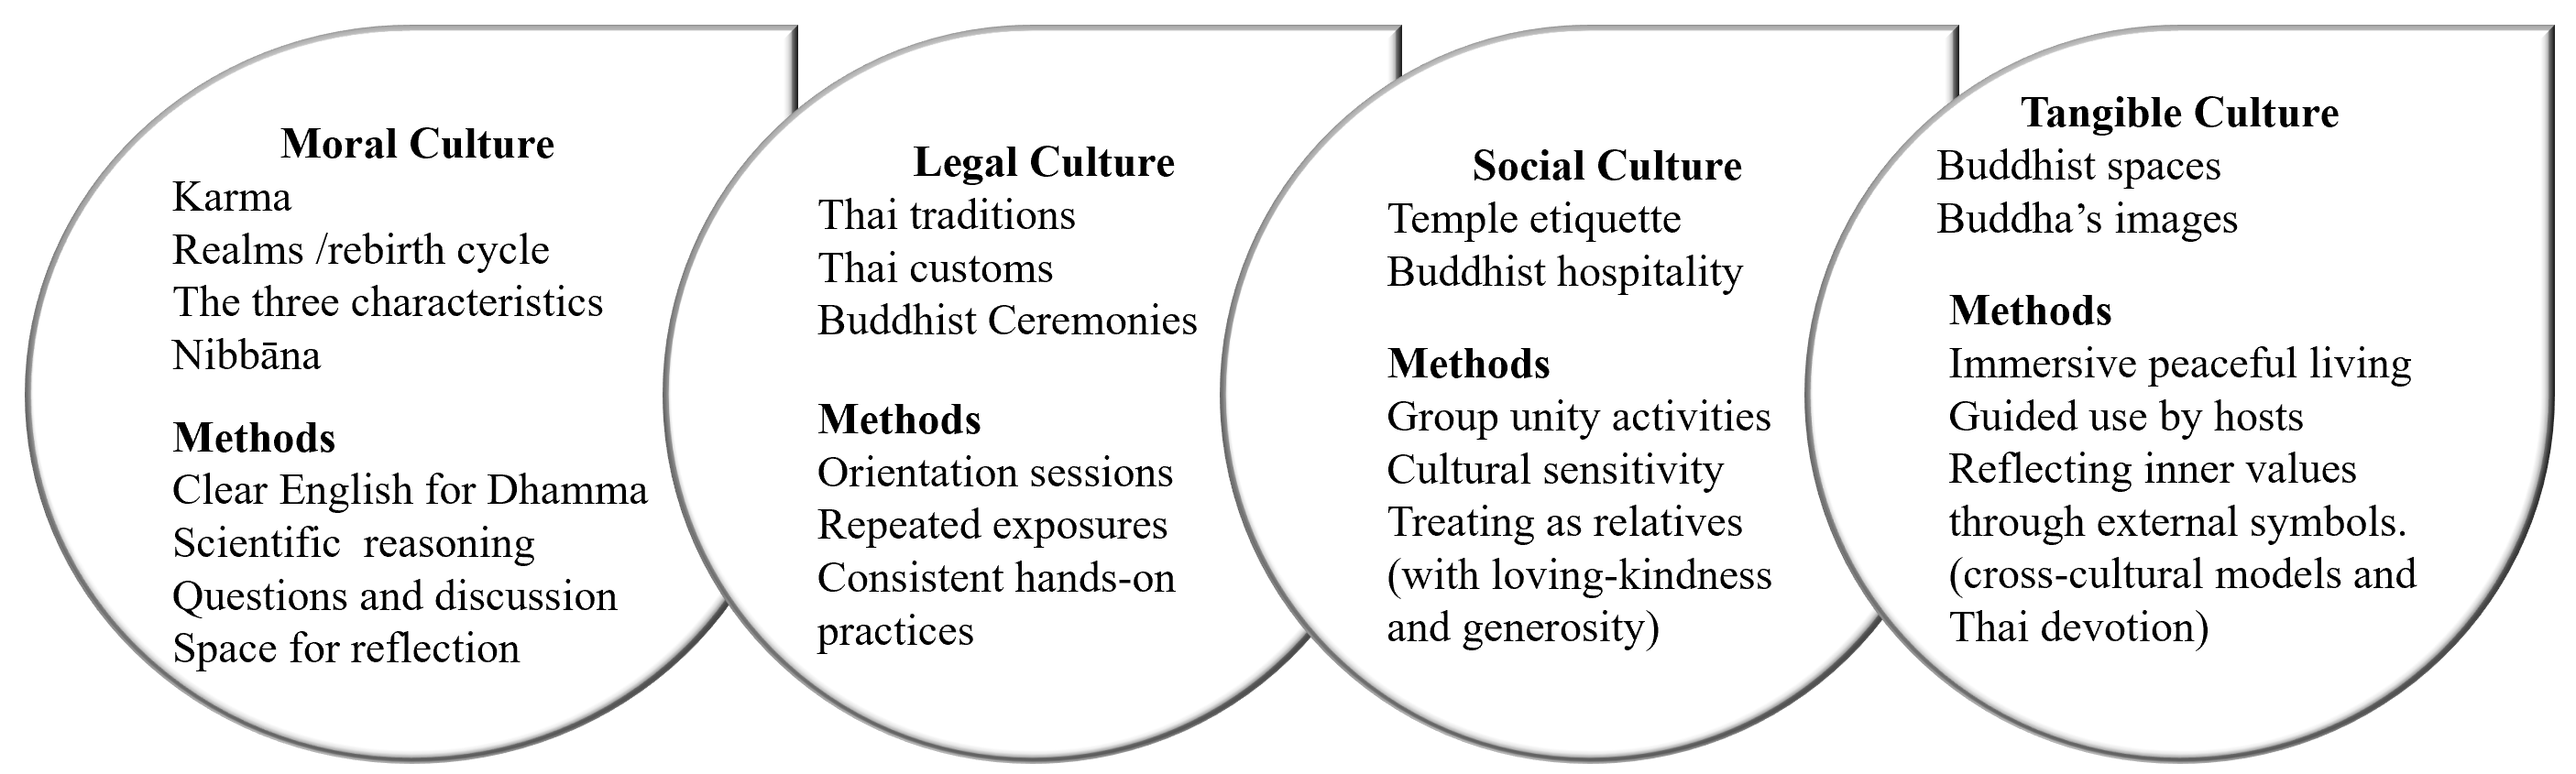 Moral Culture
Karma
Realms /rebirth cycle
The three characteristics
Nibbāna
Methods
Clear English for Dhamma
Scientific  reasoning
Questions and discussion
Space for reflection
Legal Culture
Thai traditions
Thai customs
Buddhist Ceremonies
Methods
Orientation sessions
Repeated exposures
Consistent hands-on
practices
Social Culture
Temple etiquette
Buddhist hospitality
Methods
Group unity activities
Cultural sensitivity
Treating as relatives
(with loving-kindness
and generosity)
Tangible Culture
Buddhist spaces
Buddha’s images
Methods
Immersive peaceful living
Guided use by hosts
Reflecting inner values
through external symbols.
(cross-cultural models and
Thai devotion)